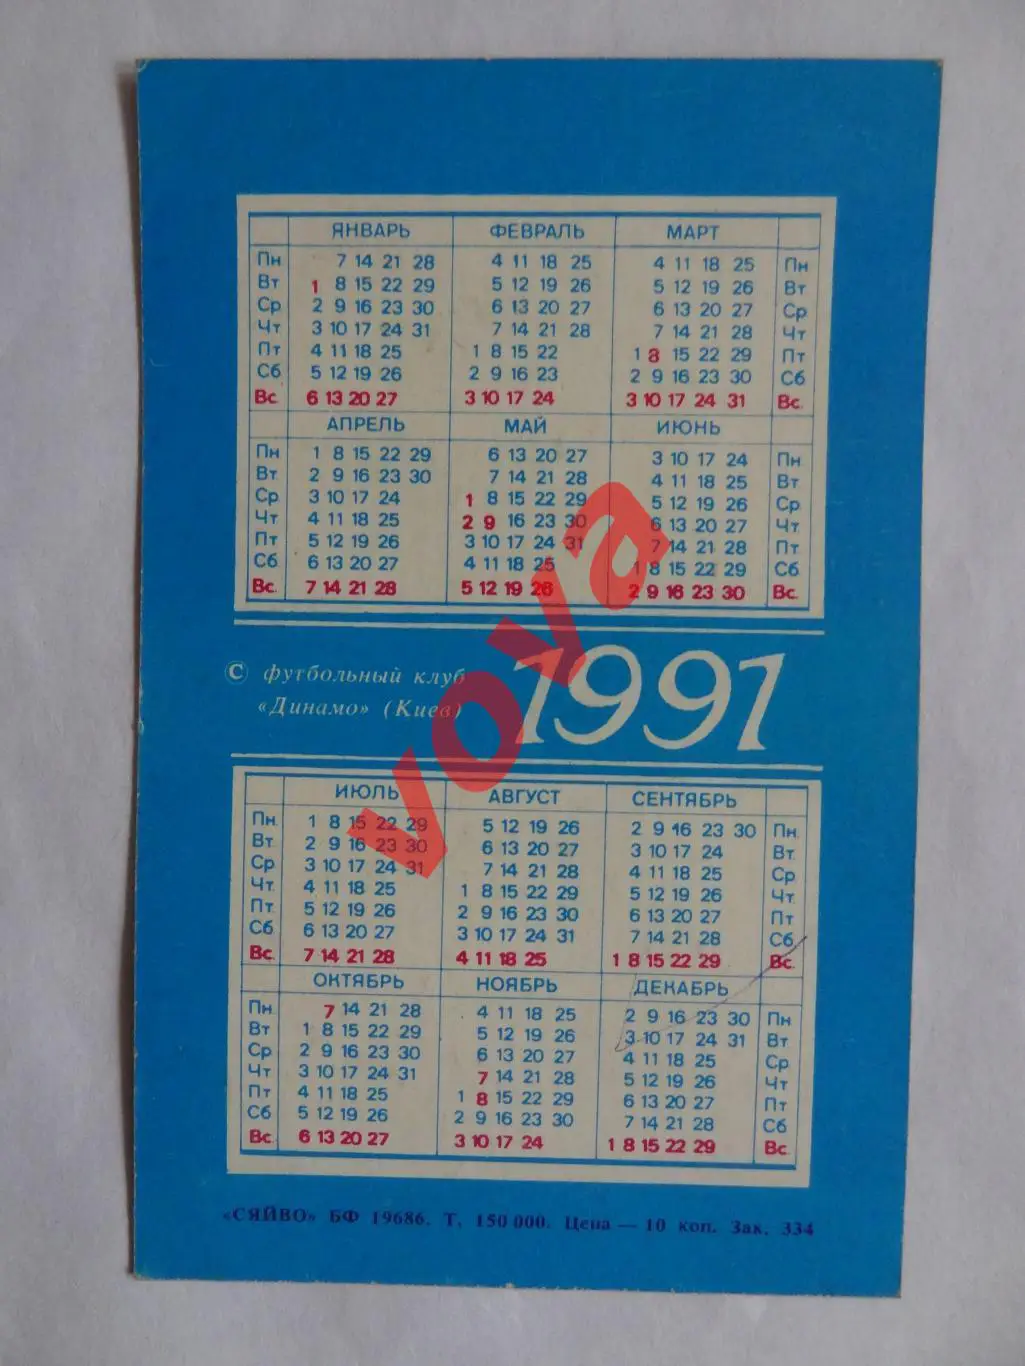 ЯНВАРЬ ФЕВРАЛЬ МАРТ
Пн 7 14 21 28 4 11 18 25 4 11 18 25 Пн
Вт 1 8 15 22 29 5 12 19 26 5 12 19 26 Вт
Ср 2 9 16 23 30 6 13 20 27 6 13 20 27 Ср
Чт 3 10 17 24 31 7 14 21 28 7 14 21 28 Чт
Пт 4 11 18 25 1 8 15 22 1 8 15 22 29 Пт
Сб 5 12 19 26 2 9 16 23 2 9 16 23 30 Сб
Вс. 6 13 20 27 3 10 17 24 3 10 17 24 31 Вс.
АПРЕЛЬ МАЙ ИЮНЬ
Пн 1 8 15 22 29 6 13 20 27 3 10 17 24 Пн
Вт 2 9 16 23 30 7 14 21 28 4 11 18 25 Вт
Ср 3 10 17 24 1 8 15 22 29 5 12 19 26 Ср
Чт 4 11 18 25 2 9 16 23 30 6 13 20 27 Чт
Пт 5 12 19 26 3 10 17 24 31 7 14 21 28 Пт
Сб 6 13 20 27 4 11 18 25 1 8 15 22 29 Сб
Вс. 7 14 21 28 5 12 19 26 2 9 16 23 30 Вс.
© футбольный клуб
«Динамо» (Киев)
1991
vova
ИЮЛЬ АВГУСТ СЕНТЯБРЬ
Пн 1 8 15 22 29 5 12 19 26 2 9 16 23 30 Пн
Вт 2 9 16 23 30 6 13 20 27 3 10 17 24 Вт
Ср 3 10 17 24 31 7 14 21 28 4 11 18 25 Ср
Чт 4 11 18 25 1 8 15 22 29 5 12 19 26 Чт
Пт 5 12 19 26 2 9 16 23 30 6 13 20 27 Пт
Сб 6 13 20 27 3 10 17 24 31 7 14 21 28 Сб
Вс. 7 14 21 28 4 11 18 25 1 8 15 22 29 Вс.
ОКТЯБРЬ НОЯБРЬ ДЕКАБРЬ
Пн 7 14 21 28 4 11 18 25 2 9 16 23 30 Пн
Вт 1 8 15 22 29 5 12 19 26 3 10 17 24 31 Вт
Ср 2 9 16 23 30 6 13 20 27 4 11 18 25 Ср
Чт 3 10 17 24 31 7 14 21 28 5 12 19 26 Чт
Пт 4 11 18 25 1 8 15 22 29 6 13 20 27 Пт
Сб 5 12 19 26 2 9 16 23 30 7 14 21 28 Сб
Вс. 6 13 20 27 3 10 17 24 1 8 15 22 29 Вс.
«СЯЙВО» БФ 19686. Т. 150 000. Цена — 10 коп. Зак. 334